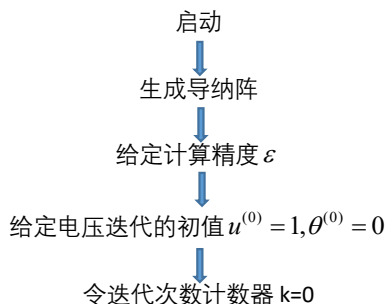 启动
生成导纳阵
给定计算精度 ε
给定电压迭代的初值 u⁽⁰⁾ = 1, θ⁽⁰⁾ = 0
令迭代次数计数器 k=0